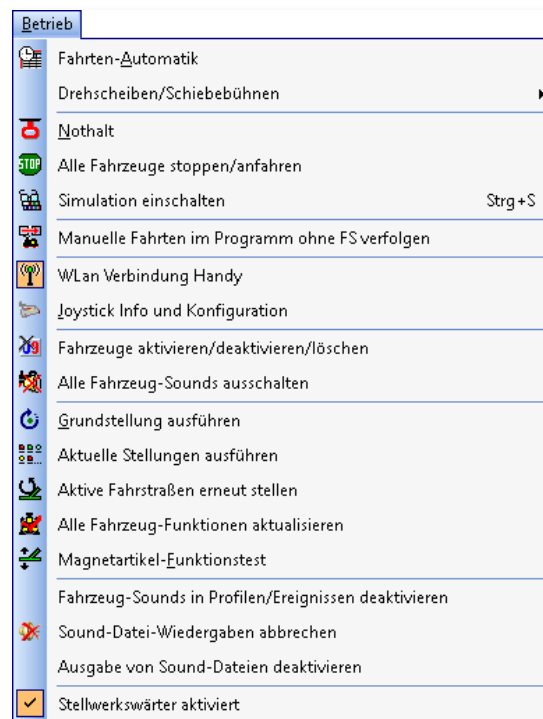 Betrieb
Fahrten-Automatik
Drehscheiben/Schiebebühnen
Nothalt
STOP Alle Fahrzeuge stoppen/anfahren
Simulation einschalten Strg+S
Manuelle Fahrten im Programm ohne FS verfolgen
WLan Verbindung Handy
Joystick Info und Konfiguration
Fahrzeuge aktivieren/deaktivieren/löschen
Alle Fahrzeug-Sounds ausschalten
Grundstellung ausführen
Aktuelle Stellungen ausführen
Aktive Fahrstraßen erneut stellen
Alle Fahrzeug-Funktionen aktualisieren
Magnetartikel-Funktionstest
Fahrzeug-Sounds in Profilen/Ereignissen deaktivieren
Sound-Datei-Wiedergaben abbrechen
Ausgabe von Sound-Dateien deaktivieren
Stellwerkswärter aktiviert